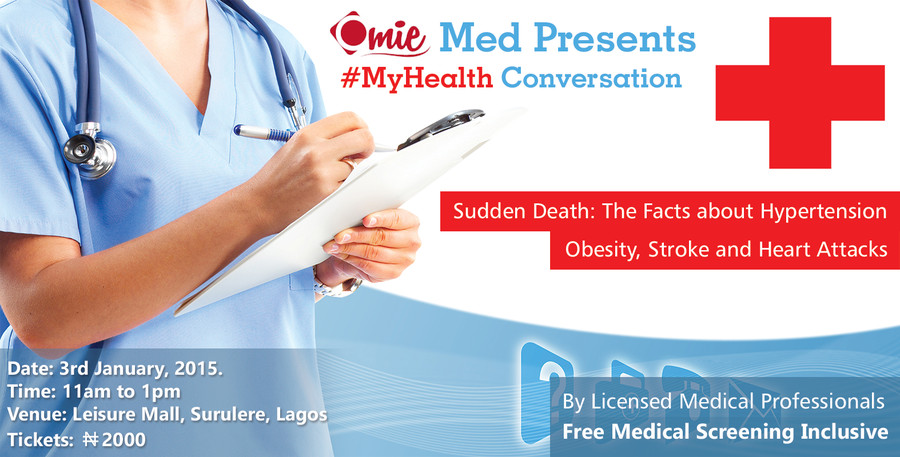 Omie Med Presents
#MyHealth Conversation
Sudden Death: The Facts about Hypertension
Obesity, Stroke and Heart Attacks
Date: 3rd January, 2015.
Time: 11am to 1pm
Venue: Leisure Mall, Surulere, Lagos
Tickets: ₦2000
By Licensed Medical Professionals
Free Medical Screening Inclusive